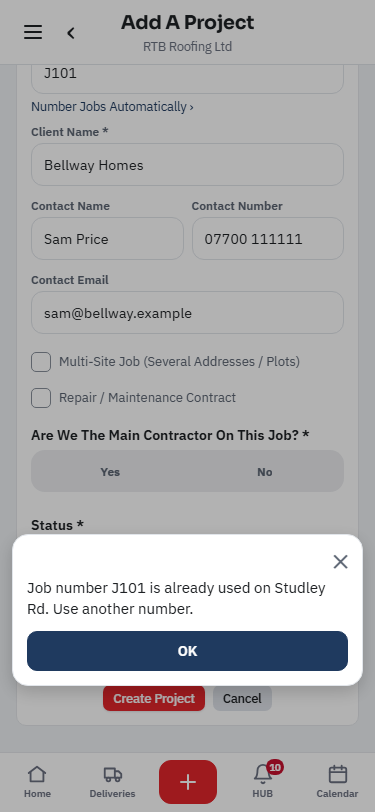 Add A Project
RTB Roofing Ltd
J101
Number Jobs Automatically ›
Client Name *
Bellway Homes
Contact Name
Contact Number
Sam Price
07700 111111
Contact Email
sam@bellway.example
Multi-Site Job (Several Addresses / Plots)
Repair / Maintenance Contract
Are We The Main Contractor On This Job? *
Yes
No
Status *
Job number J101 is already used on Studley
Rd. Use another number.
OK
Create Project
Cancel
10
Home
Deliveries
HUB
Calendar